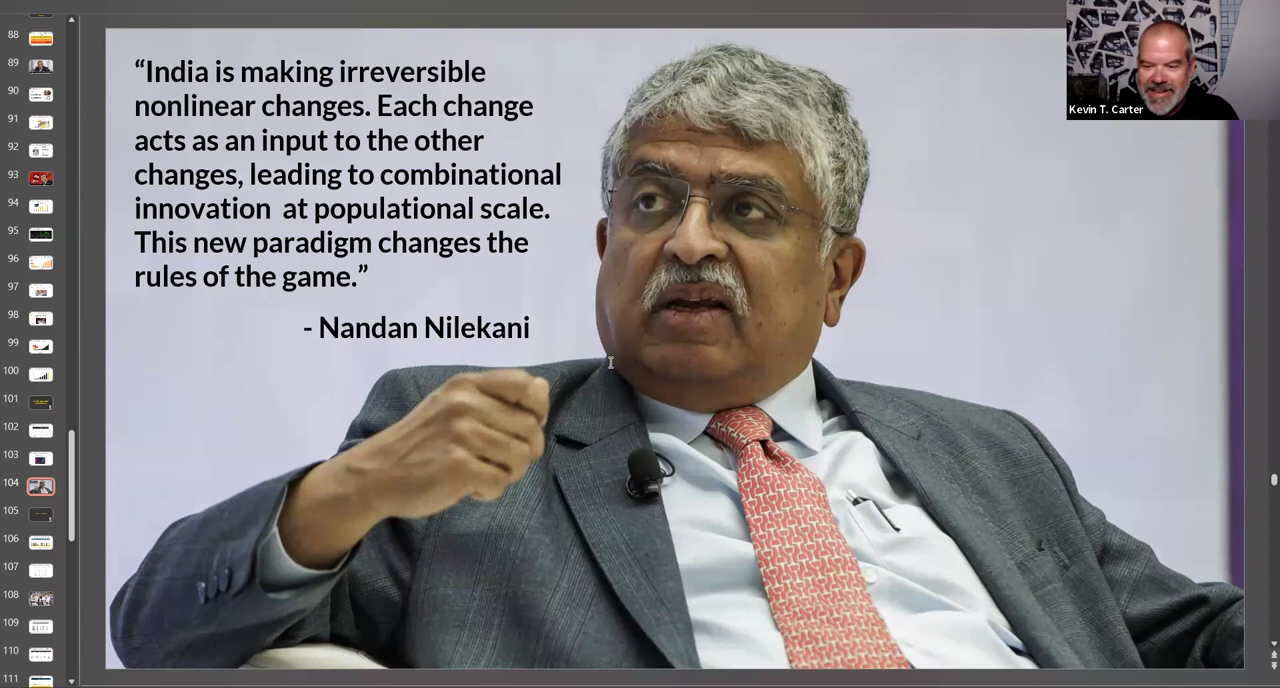 “India is making irreversible
nonlinear changes. Each change
acts as an input to the other
changes, leading to combinational
innovation  at populational scale.
This new paradigm changes the
rules of the game.”
- Nandan Nilekani
Kevin T. Carter
88
89
90
91
92
93
94
95
96
97
98
99
100
101
102
103
104
105
106
107
108
109
110
111